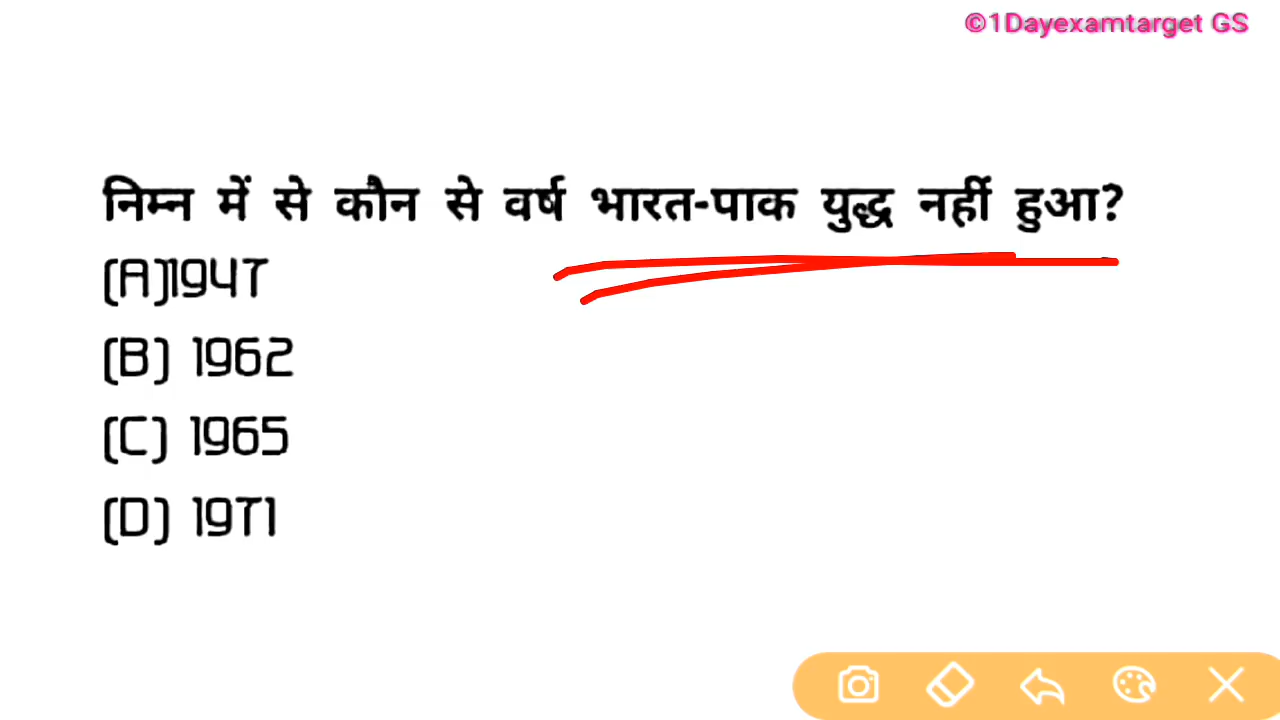 ©1Dayexamtarget GS
निम्न में से कौन से वर्ष भारत-पाक युद्ध नहीं हुआ?
(A)1947
(B) 1962
(C) 1965
(D) 1971